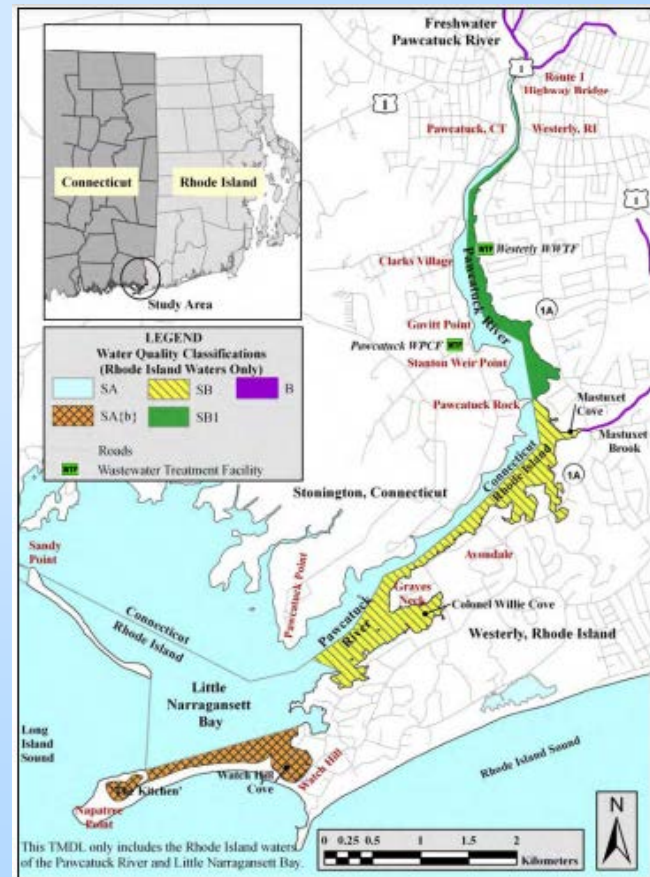 Freshwater
Pawcatuck River
1
Route 1
Highway Bridge
1
Pawcatuck, CT
Westerly, RI
1
Connecticut
Rhode Island
Study Area
WTF
Westerly WWTF
Clarks Village
Pawcatuck River
1A
Gavitt Point
Pawcatuck WPCF
WTF
Stanton Weir Point
LEGEND
Water Quality Classifications
(Rhode Island Waters Only)
SA
SB
B
SA{b}
SB1
Roads
WTF
Wastewater Treatment Facility
Pawcatuck Rock
Mastuxet
Cove
Mastuxet
Brook
1A
Connecticut
Rhode Island
Stonington, Connecticut
Sandy
Point
Avondale
Pawcatuck Point
Graves
Neck
Colonel Willie Cove
Connecticut
Rhode Island
Pawcatuck
River
Westerly, Rhode Island
Little
Narragansett
Bay
Long
Island
Sound
Rhode Island Sound
'The Kitchen'
Watch Hill
Cove
Watch Hill
Napatree
Point
N
This TMDL only includes the Rhode Island waters
of the Pawcatuck River and Little Narragansett Bay.
0 0.25 0.5 1 1.5 2
Kilometers